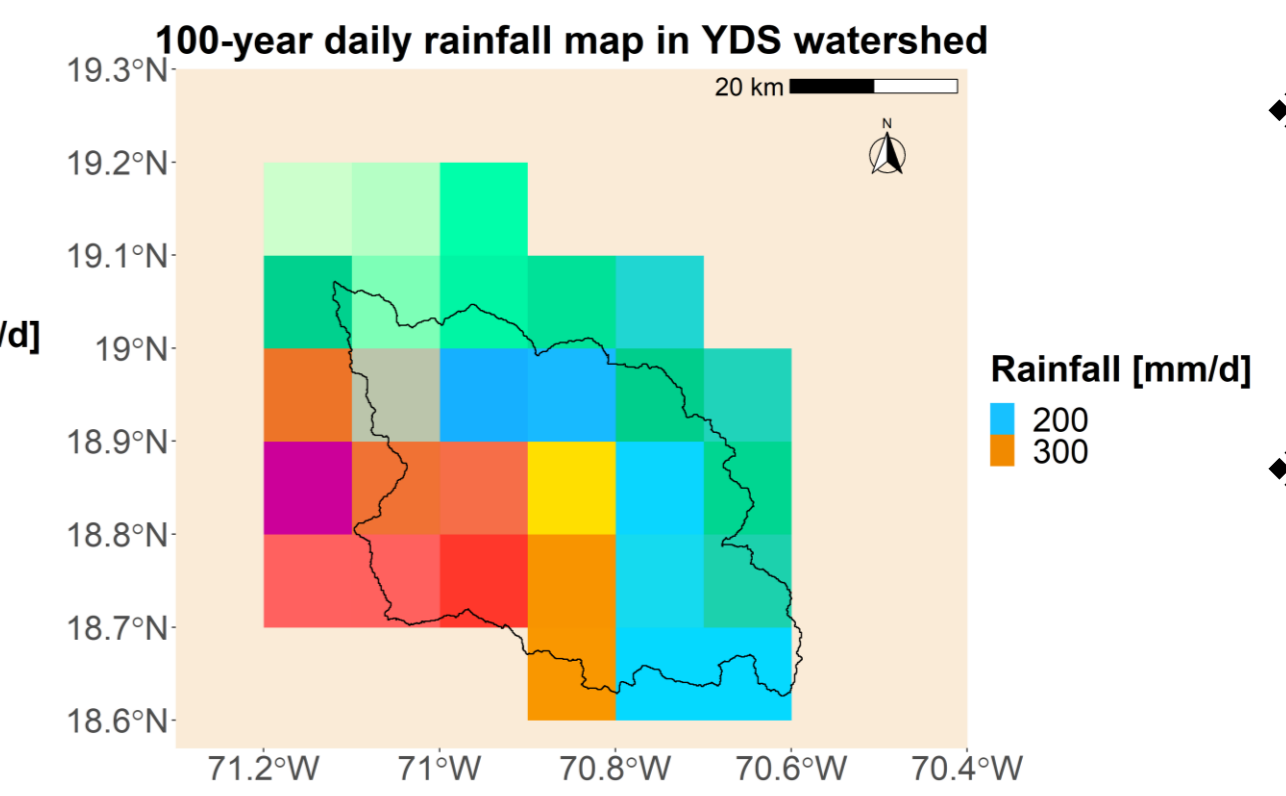 100-year daily rainfall map in YDS watershed
19.3°N
20 km
N
19.2°N
19.1°N
/d]
19°N
18.9°N
18.8°N
18.7°N
18.6°N
71.2°W
71°W
70.8°W
70.6°W
70.4°W
Rainfall [mm/d]
200
300